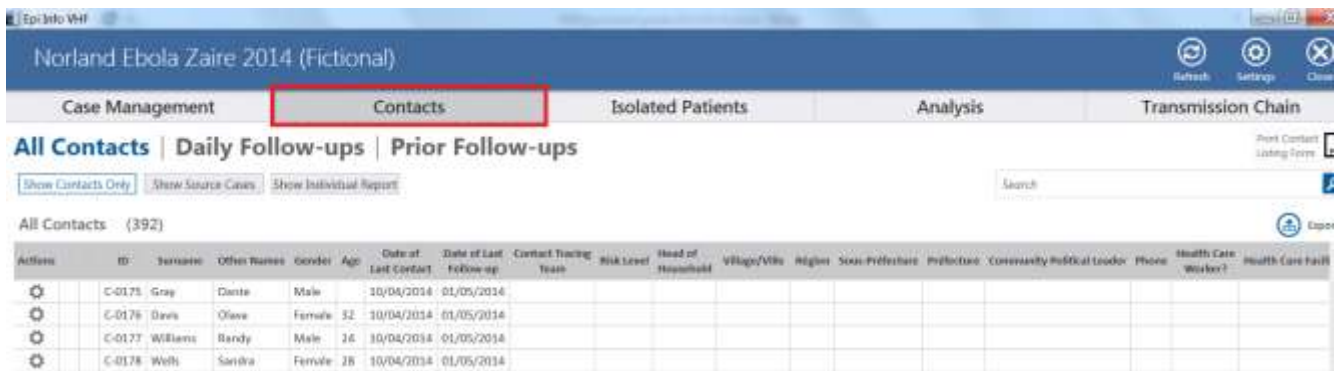 Epi Info VHF
Norland Ebola Zaire 2014 (Fictional)
Refresh Settings Close
Case Management Contacts Isolated Patients Analysis Transmission Chain
All Contacts | Daily Follow-ups | Prior Follow-ups
Print Contact
Listing Form
Show Contacts Only Show Source Cases Show Individual Report Search
All Contacts (392) Expor
Actions ID Surname Other Names Gender Age Date of Last Contact Date of Last Follow-up Contact Tracing Team Risk Level Head of Household Village/Ville Région Sous-Préfecture Préfecture Community Political Leader Phone Health Care Worker? Health Care Facili
C-0175 Gray Dante Male 10/04/2014 01/05/2014
C-0176 Davis Female 32 10/04/2014 01/05/2014
C-0177 Williams Randy Male 24 10/04/2014 01/05/2014
C-0178 Wells Sandra Female 28 10/04/2014 01/05/2014